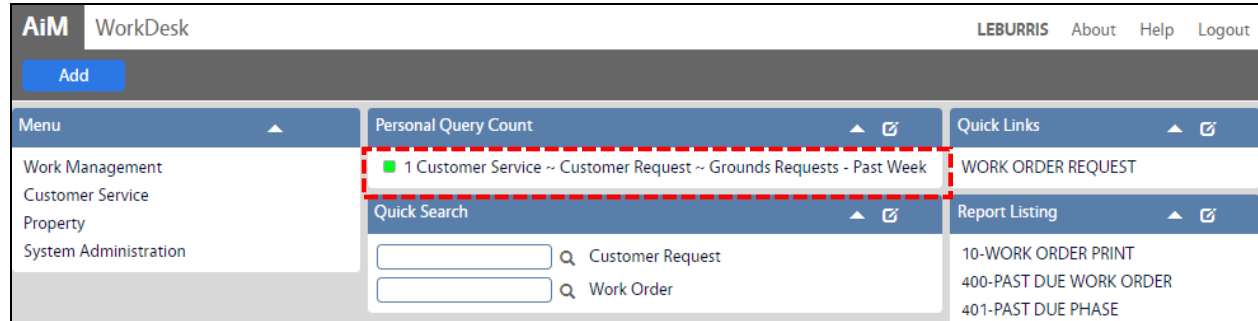 AiM WorkDesk
LEBURRIS About Help Logout
Add
Menu
Work Management
Customer Service
Property
System Administration
Personal Query Count
1 Customer Service ~ Customer Request ~ Grounds Requests - Past Week
Quick Search
Customer Request
Work Order
Quick Links
WORK ORDER REQUEST
Report Listing
10-WORK ORDER PRINT
400-PAST DUE WORK ORDER
401-PAST DUE PHASE